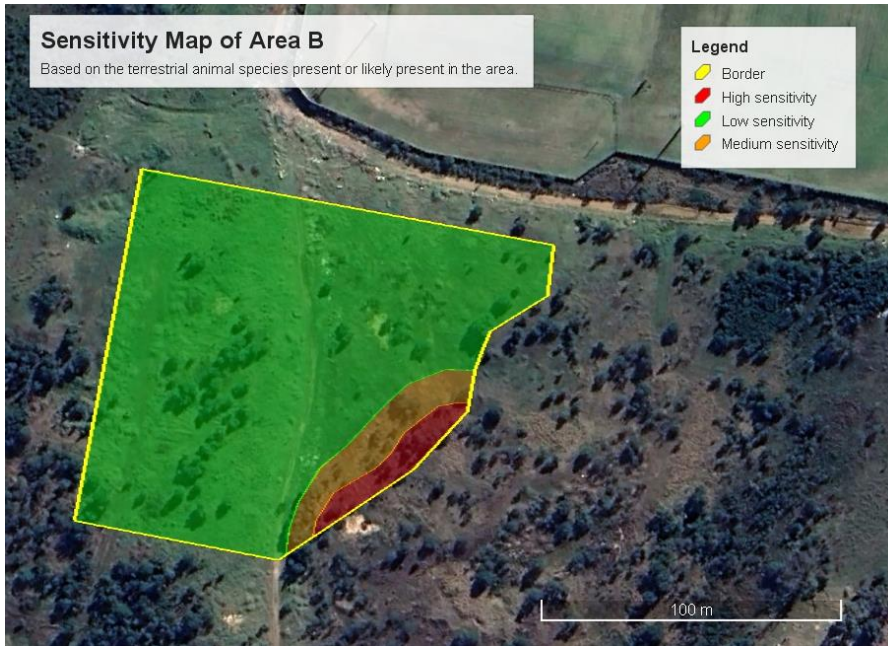 Sensitivity Map of Area B
Based on the terrestrial animal species present or likely present in the area.
Legend
Border
High sensitivity
Low sensitivity
Medium sensitivity
100 m